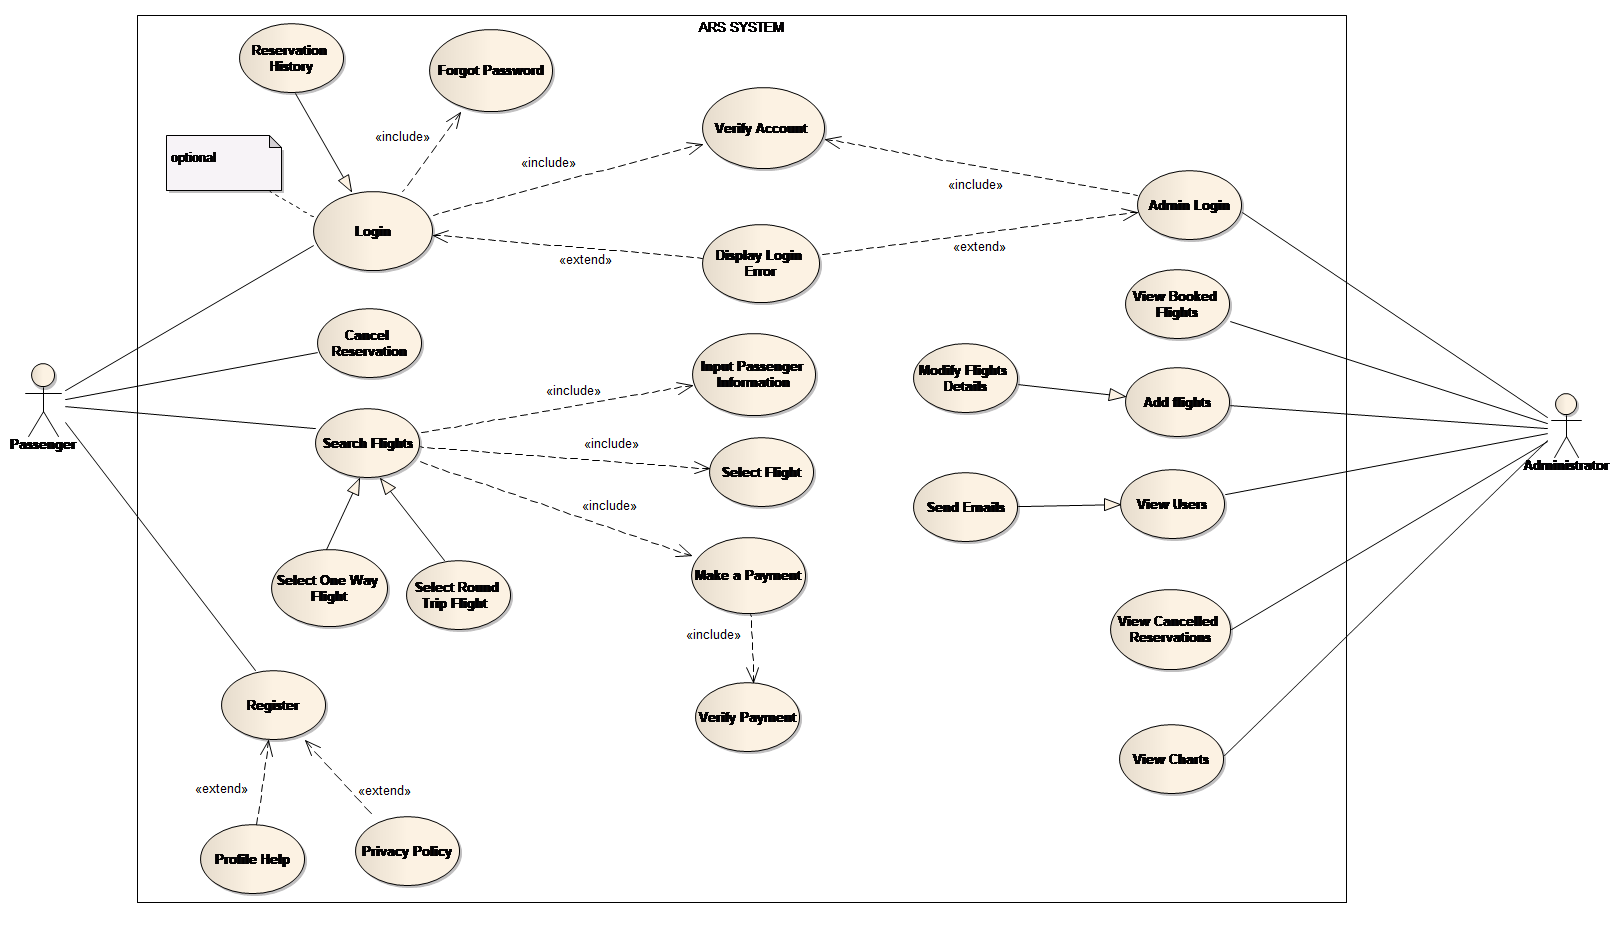 ARS SYSTEM
Reservation
History
Forgot Password
«include»
optional
Verify Account
«include»
«include»
Login
Admin Login
Display Login
Error
«extend»
«extend»
View Booked
Flights
Cancel
Reservation
Input Passenger
Information
«include»
Modify Flights
Details
Add flights
Passenger
Administrator
Search Flights
«include»
Select Flight
«include»
Send Emails
View Users
Select One Way
Flight
Select Round
Trip Flight
Make a Payment
«include»
View Cancelled
Reservations
Register
Verify Payment
View Charts
«extend»
«extend»
Profile Help
Privacy Policy